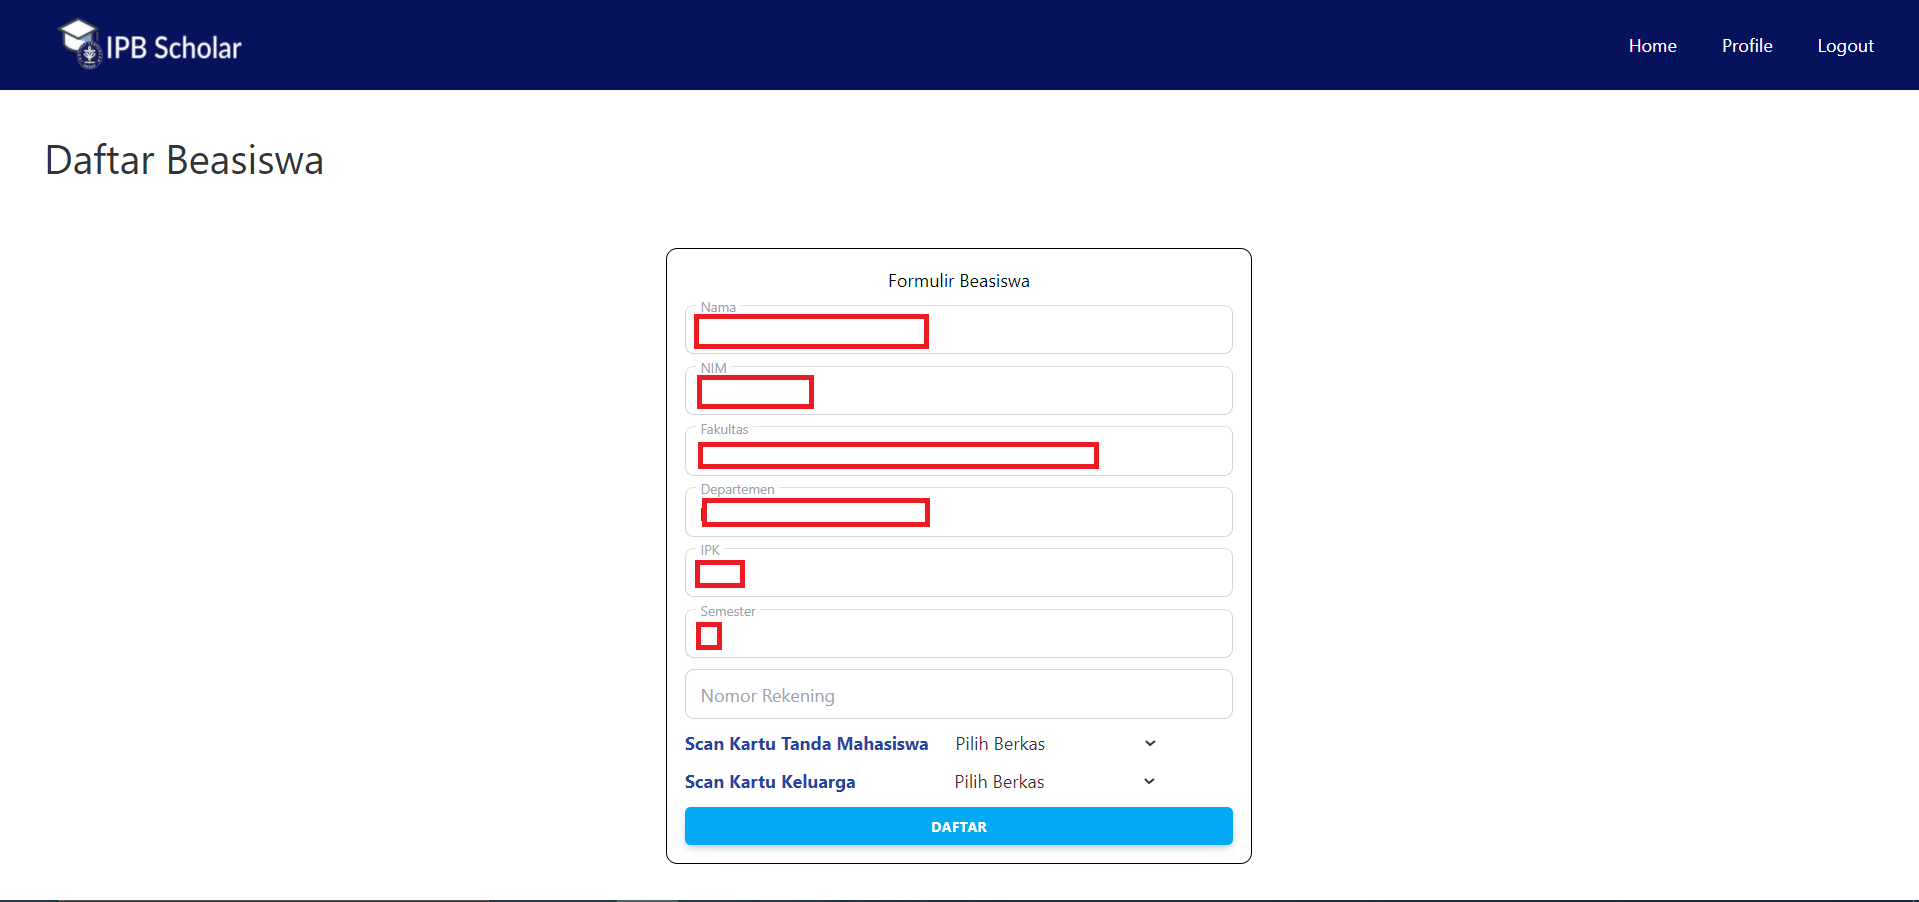 IPB Scholar
Home Profile Logout
Daftar Beasiswa
Formulir Beasiswa
Nama
NIM
Fakultas
Departemen
IPK
Semester
Nomor Rekening
Scan Kartu Tanda Mahasiswa Pilih Berkas
Scan Kartu Keluarga Pilih Berkas
DAFTAR